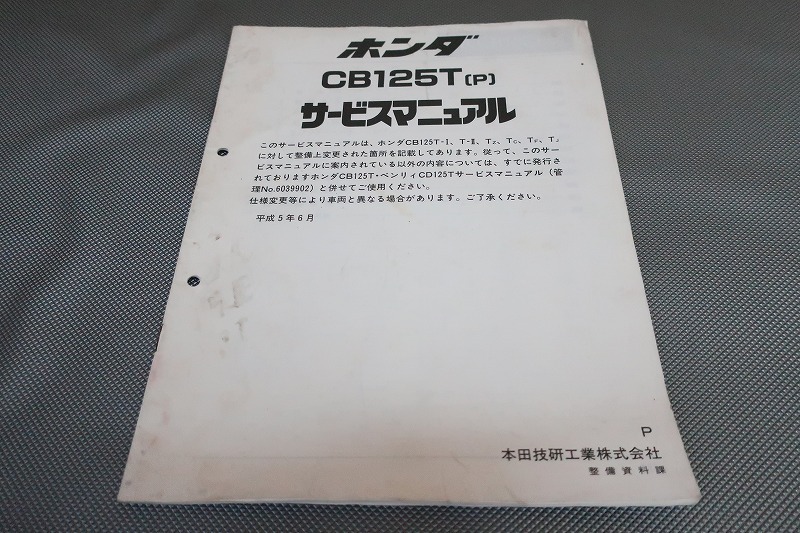 ホンダ
CB125T(P)
サービスマニュアル
このサービスマニュアルは、ホンダCB125T-Ⅰ、T-Ⅱ、Tz、Tc、TF、TJ
に対して整備上変更された箇所を記載してあります。従って、このサー
ビスマニュアルに案内されている以外の内容については、すでに発行さ
れておりますホンダCB125T・ベンリィCD125Tサービスマニュアル（管
理No.6039902）と併せてご使用ください。
仕様変更等により車両と異なる場合があります。ご了承ください。
平成5年6月
P
本田技研工業株式会社
整備資料課